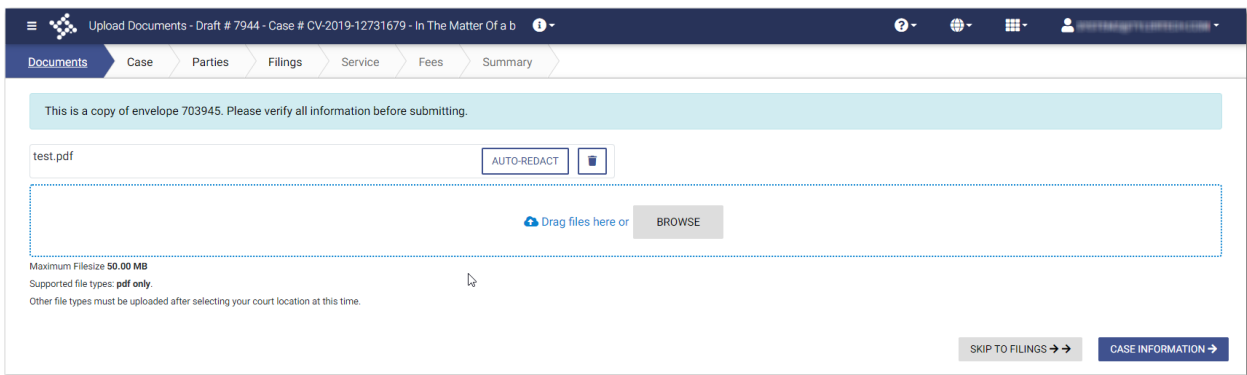 Upload Documents - Draft # 7944 - Case # CV-2019-12731679 - In The Matter Of a b
Documents Case Parties Filings Service Fees Summary
This is a copy of envelope 703945. Please verify all information before submitting.
test.pdf AUTO-REDACT
Drag files here or BROWSE
Maximum Filesize 50.00 MB
Supported file types: pdf only.
Other file types must be uploaded after selecting your court location at this time.
SKIP TO FILINGS CASE INFORMATION